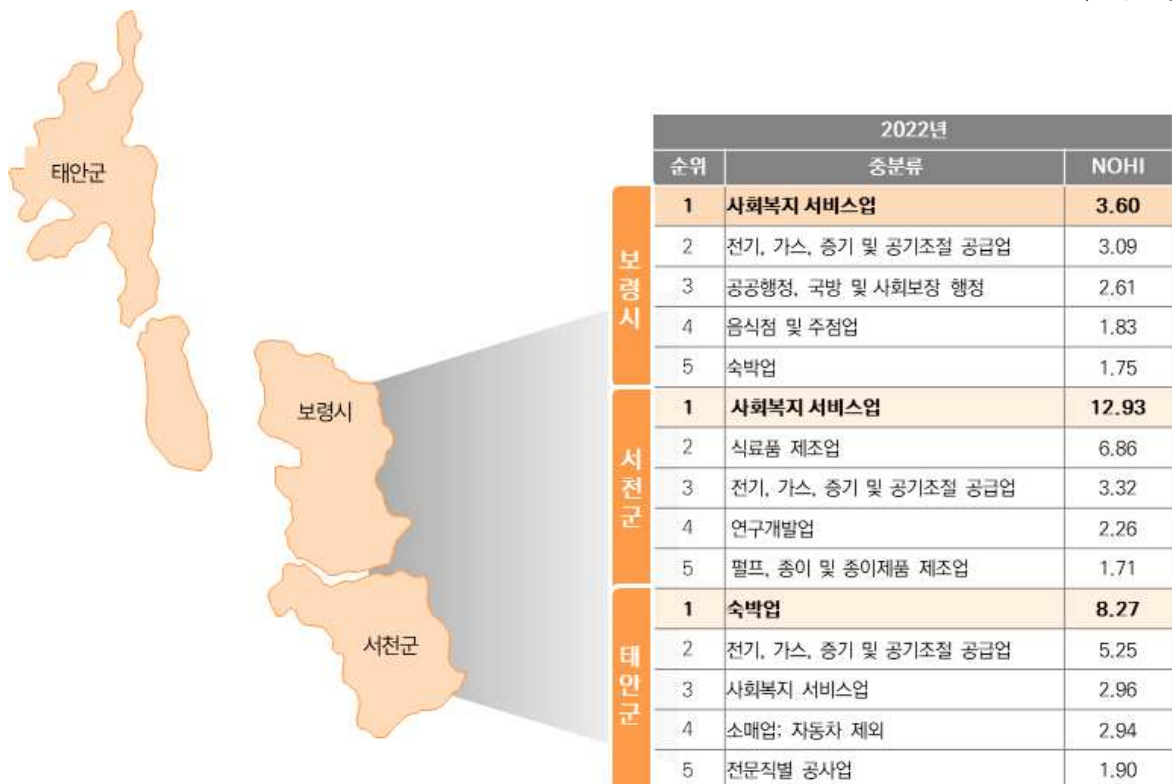 태안군
보령시
서천군
2022년
순위 중분류 NOHI
보령시
1 사회복지 서비스업 3.60
2 전기, 가스, 증기 및 공기조절 공급업 3.09
3 공공행정, 국방 및 사회보장 행정 2.61
4 음식점 및 주점업 1.83
5 숙박업 1.75
서천군
1 사회복지 서비스업 12.93
2 식료품 제조업 6.86
3 전기, 가스, 증기 및 공기조절 공급업 3.32
4 연구개발업 2.26
5 펄프, 종이 및 종이제품 제조업 1.71
태안군
1 숙박업 8.27
2 전기, 가스, 증기 및 공기조절 공급업 5.25
3 사회복지 서비스업 2.96
4 소매업; 자동차 제외 2.94
5 전문직별 공사업 1.90